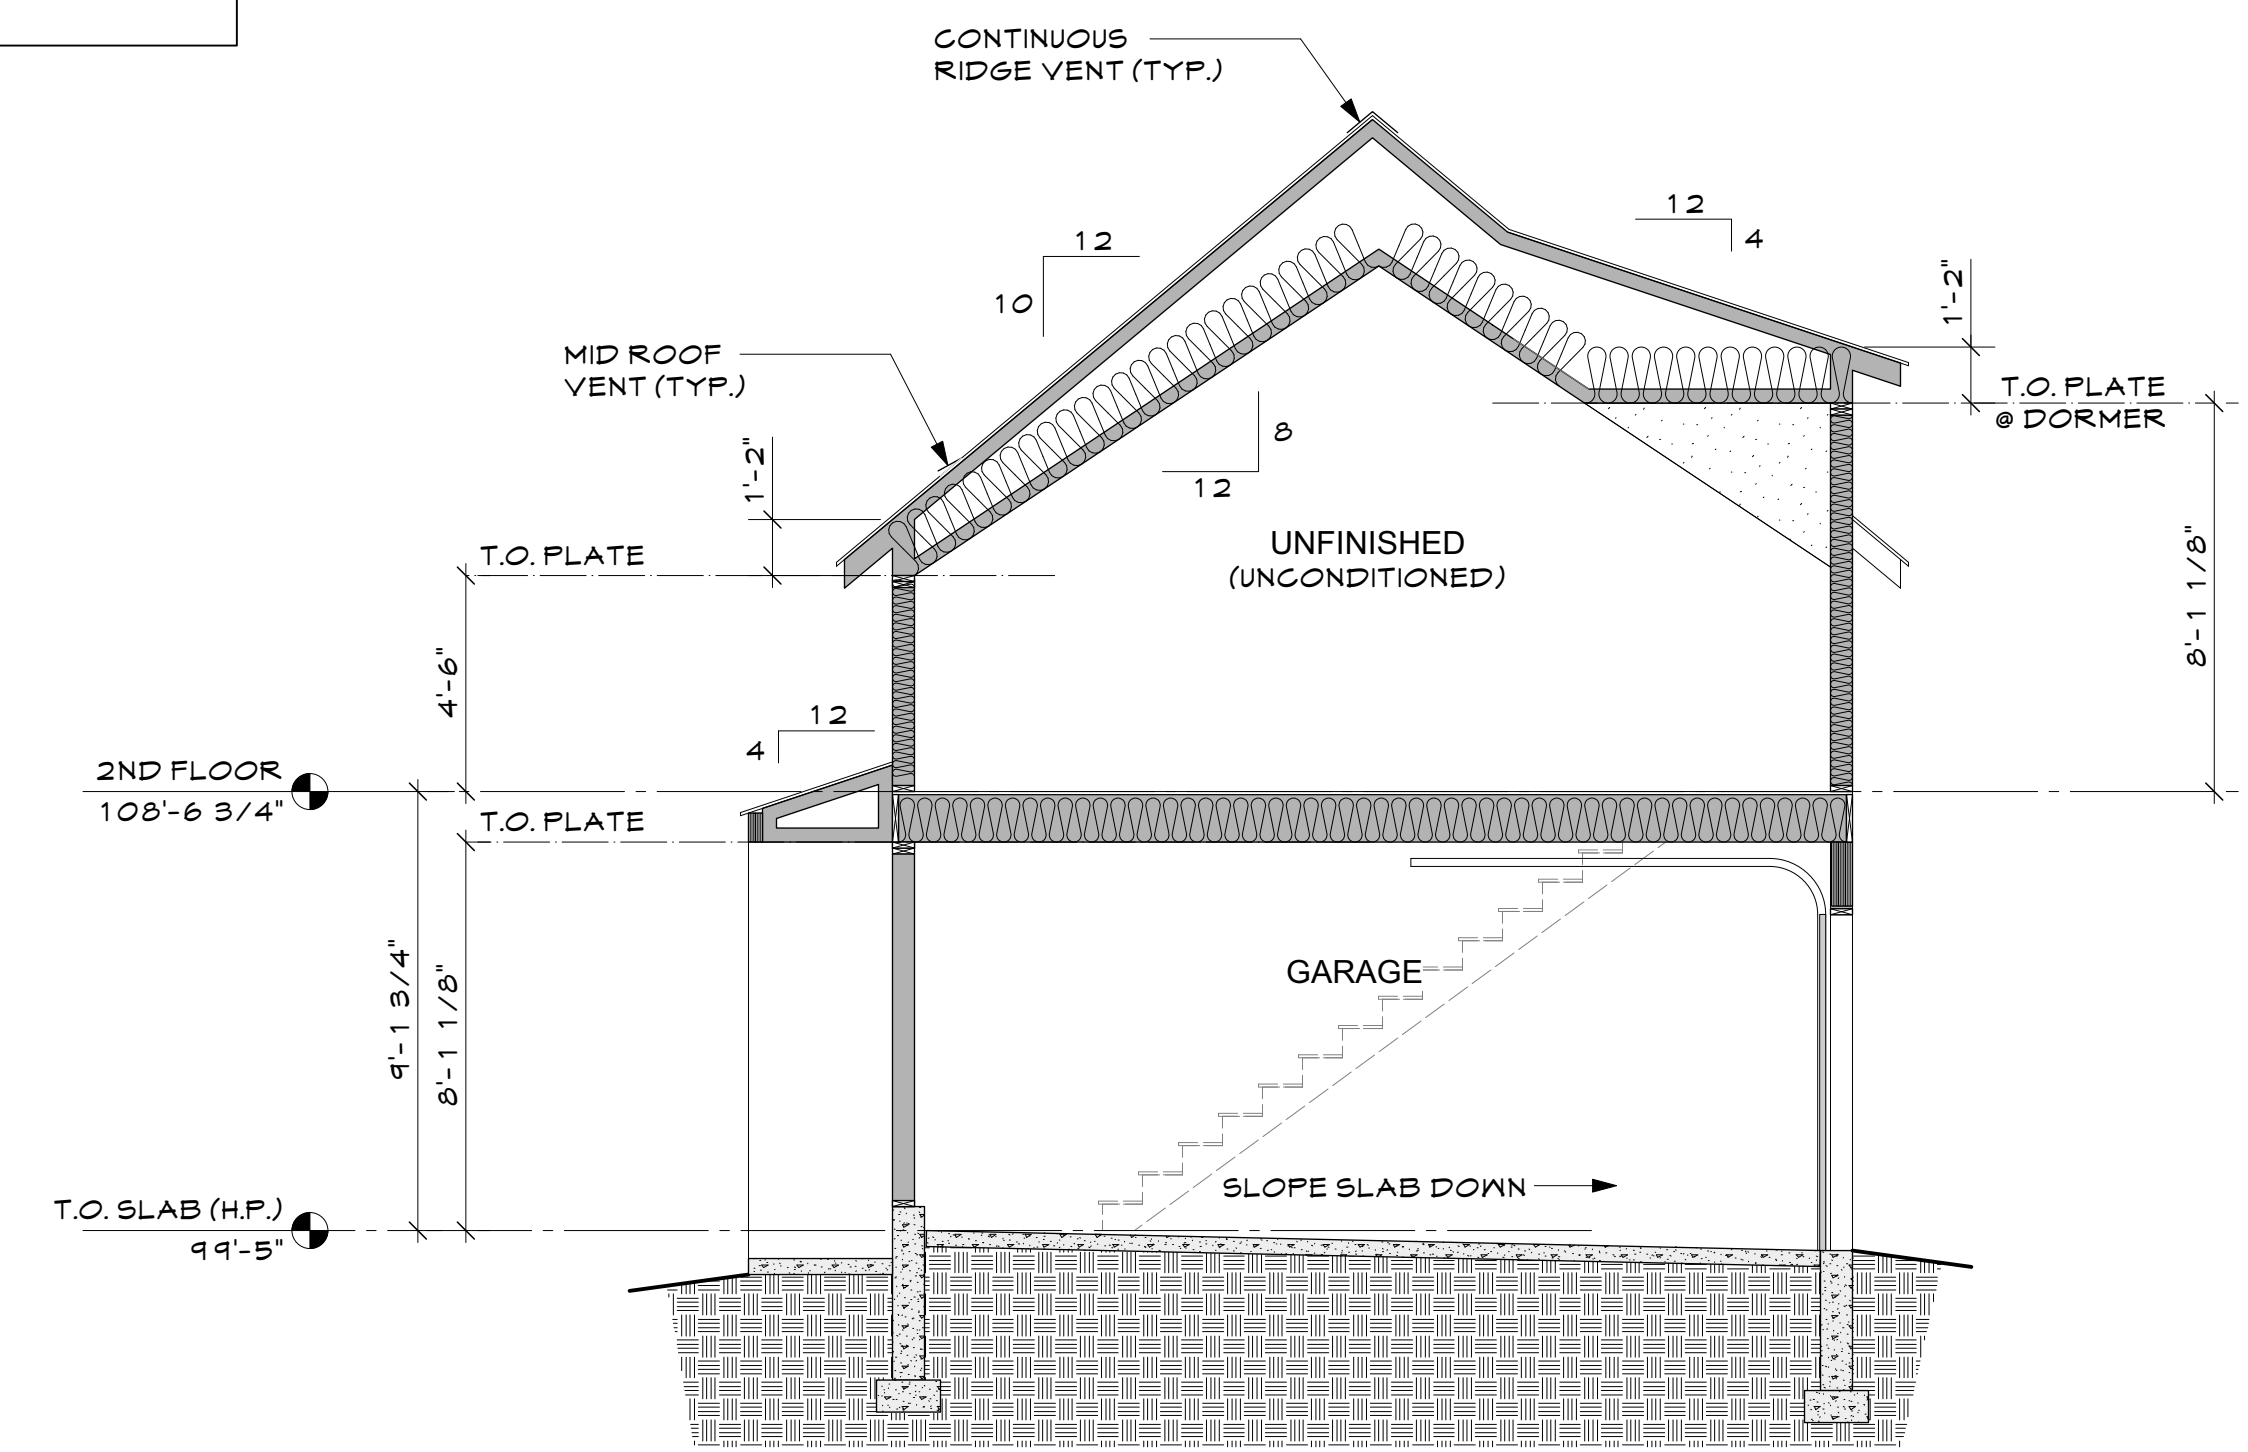 CONTINUOUS
RIDGE VENT (TYP.)
12
4
12
10
1'-2"
MID ROOF
VENT (TYP.)
T.O. PLATE
@ DORMER
8
12
1'-2"
T.O. PLATE
UNFINISHED
(UNCONDITIONED)
8'-1 1/8"
4'-6"
12
4
2ND FLOOR
108'-6 3/4"
T.O. PLATE
GARAGE
9'-1 3/4"
8'-1 1/8"
SLOPE SLAB DOWN
T.O. SLAB (H.P.)
99'-5"